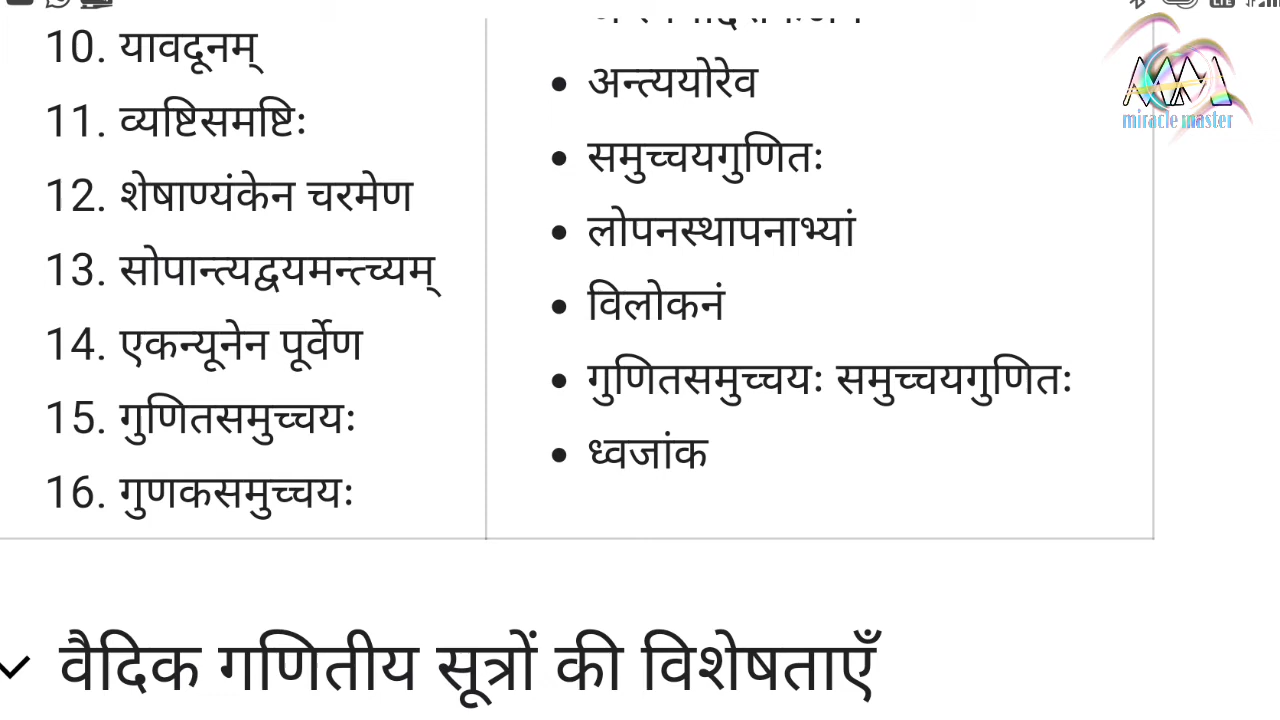 10. यावदूनम्
11. व्यष्टिसमष्टिः
12. शेषाण्यंकेन चरमेण
13. सोपान्त्यद्वयमन्त्च्यम्
14. एकन्यूनेन पूर्वेण
15. गुणितसमुच्चयः
16. गुणकसमुच्चयः
• अन्त्ययोरेव
• समुच्चयगुणितः
• लोपनस्थापनाभ्यां
• विलोकनं
• गुणितसमुच्चयः समुच्चयगुणितः
• ध्वजांक
miracle master
वैदिक गणितीय सूत्रों की विशेषताएँ